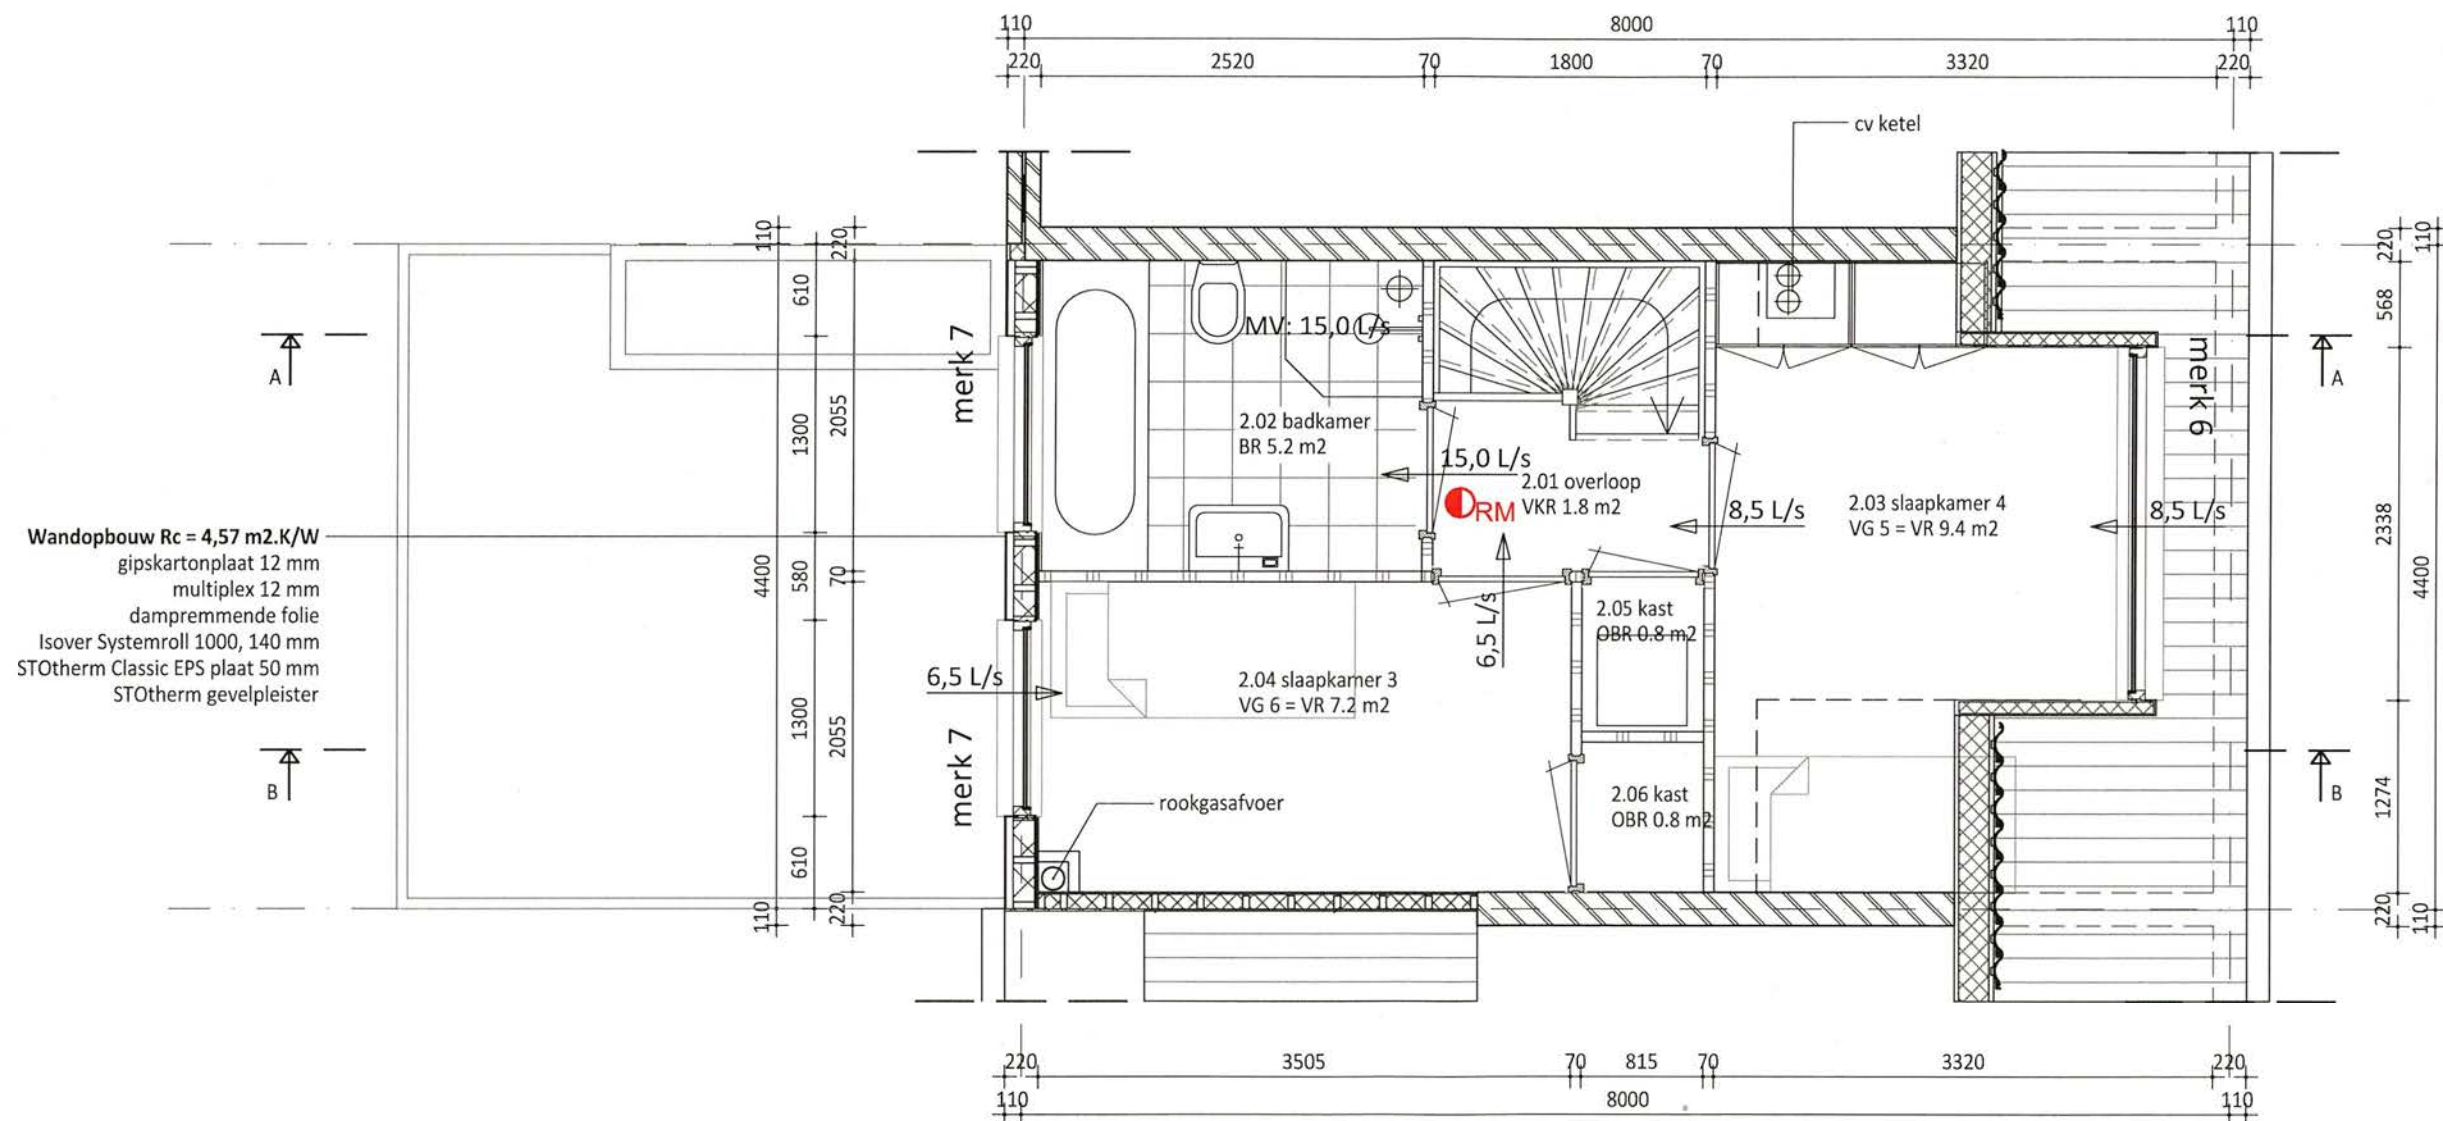 110
8000
110
220
2520
70
1800
70
3320
220
cv ketel
110
610
1300
4400
580
1300
610
110
220
2055
70
2055
220
220
568
2338
1274
220
110
4400
110
A
A
B
B
merk 7
merk 7
merk 6
MV: 15,0 L/s
2.02 badkamer
BR 5.2 m2
15,0 L/s
2.01 overloop
VKR 1.8 m2
RM
8,5 L/s
2.03 slaapkamer 4
VG 5 = VR 9.4 m2
8,5 L/s
Wandopbouw Rc = 4,57 m2.K/W
gipskartonplaat 12 mm
multiplex 12 mm
dampremmende folie
Isover Systemroll 1000, 140 mm
STOtherm Classic EPS plaat 50 mm
STOtherm gevelpleister
6,5 L/s
6,5 L/s
2.05 kast
OBR 0.8 m2
2.04 slaapkamer 3
VG 6 = VR 7.2 m2
2.06 kast
OBR 0.8 m2
rookgasafvoer
220
3505
70
815
70
3320
220
110
8000
110